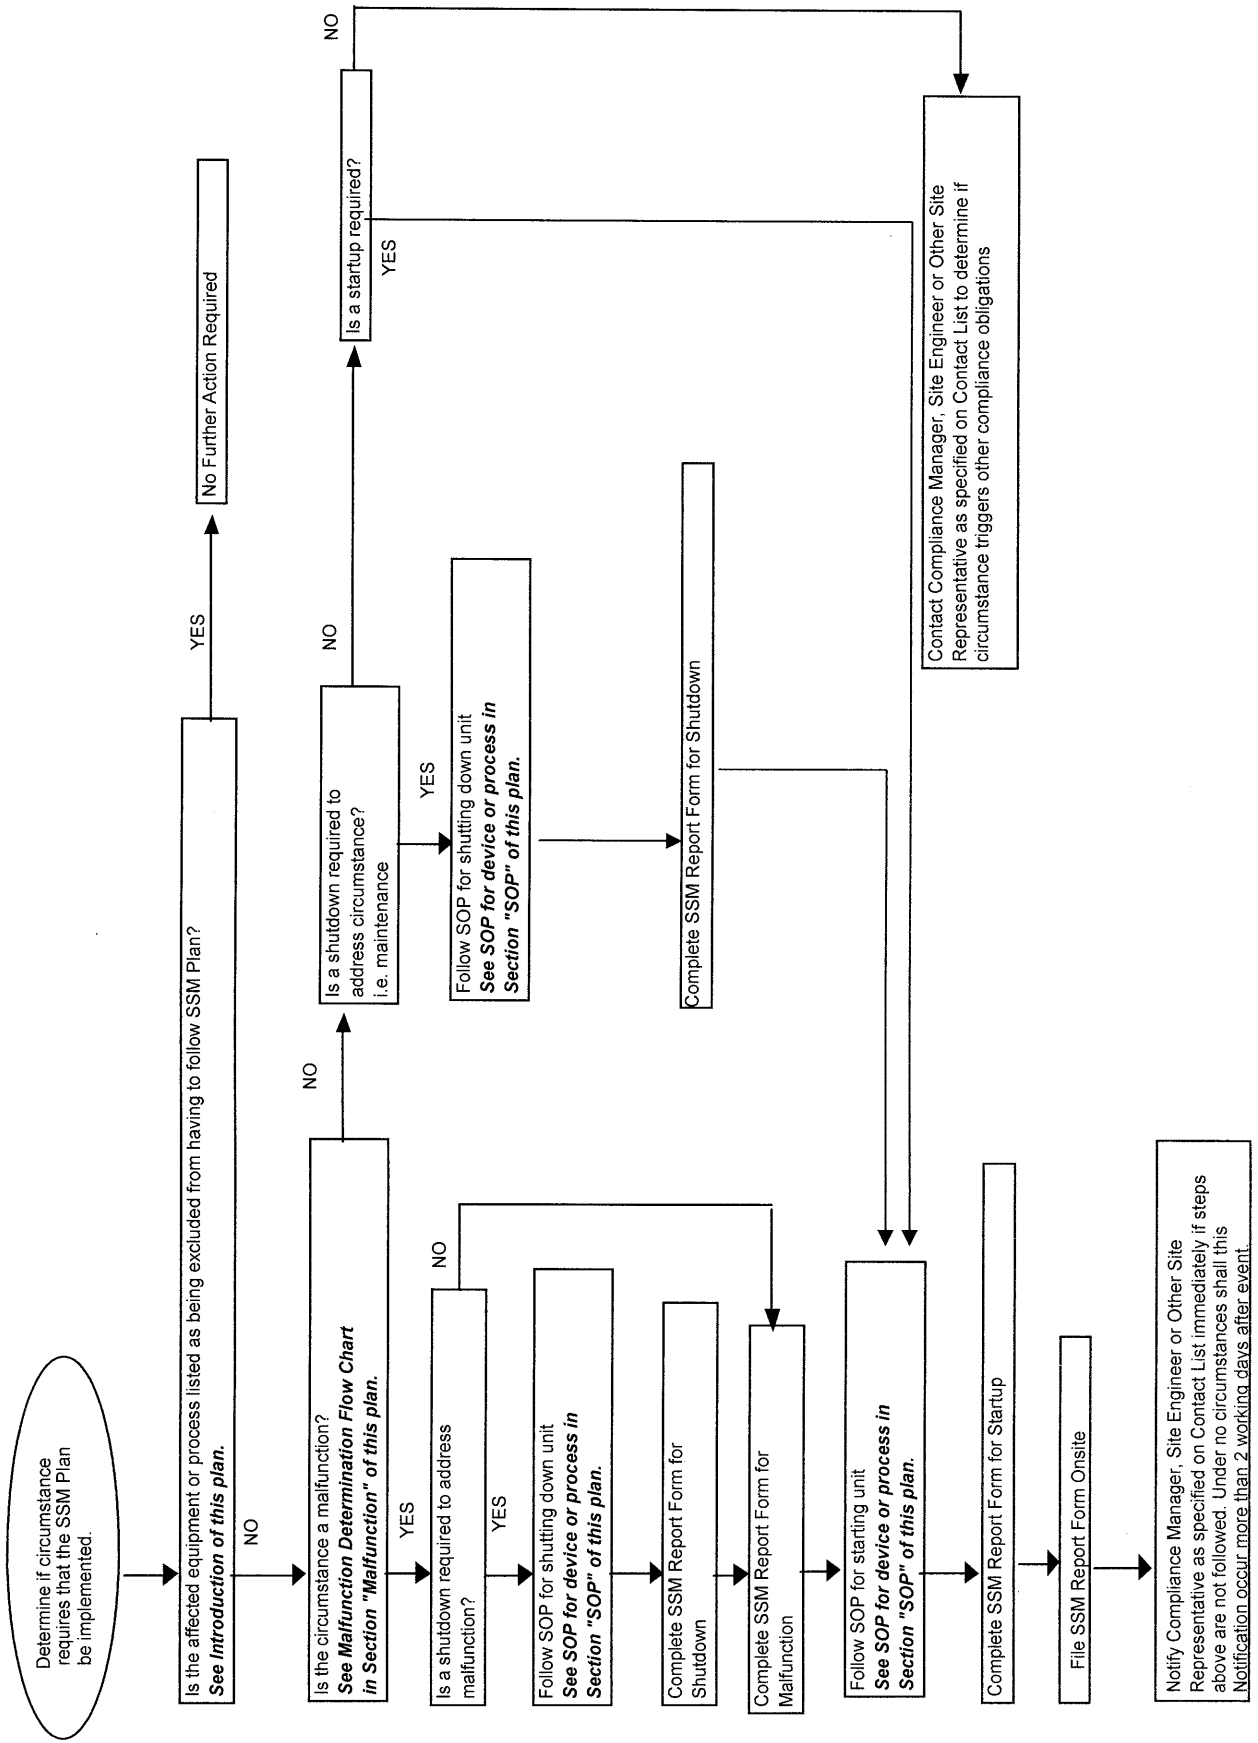 Determine if circumstance
requires that the SSM Plan
be implemented.
Is the affected equipment or process listed as being excluded from having to follow SSM Plan?
See Introduction of this plan.
YES
No Further Action Required
NO
Is the circumstance a malfunction?
See Malfunction Determination Flow Chart
in Section "Malfunction" of this plan.
NO
Is a shutdown required to
address circumstance?
i.e. maintenance
NO
Is a startup required?
NO
YES
YES
Is a shutdown required to address
malfunction?
NO
YES
Follow SOP for shutting down unit
See SOP for device or process in
Section "SOP" of this plan.
YES
Follow SOP for shutting down unit
See SOP for device or process in
Section "SOP" of this plan.
Complete SSM Report Form for
Shutdown
Complete SSM Report Form for Shutdown
Complete SSM Report Form for
Malfunction
Follow SOP for starting unit
See SOP for device or process in
Section "SOP" of this plan.
Contact Compliance Manager, Site Engineer or Other Site
Representative as specified on Contact List to determine if
circumstance triggers other compliance obligations
Complete SSM Report Form for Startup
File SSM Report Form Onsite
Notify Compliance Manager, Site Engineer or Other Site
Representative as specified on Contact List immediately if steps
above are not followed. Under no circumstances shall this
Notification occur more than 2 working days after event.